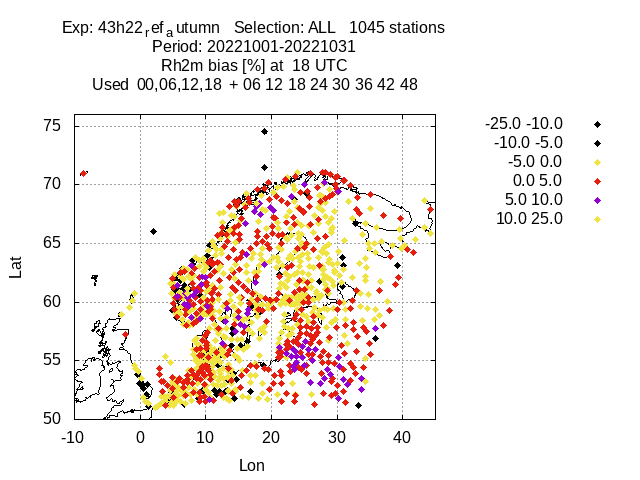 Exp: 43h22ref autumn Selection: ALL 1045 stations
Period: 20221001-20221031
Rh2m bias [%] at 18 UTC
Used 00,06,12,18 + 06 12 18 24 30 36 42 48
-25.0 -10.0
-10.0 -5.0
-5.0 0.0
0.0 5.0
5.0 10.0
10.0 25.0
75
70
65
60
55
50
Lat
-10 0 10 20 30 40
Lon